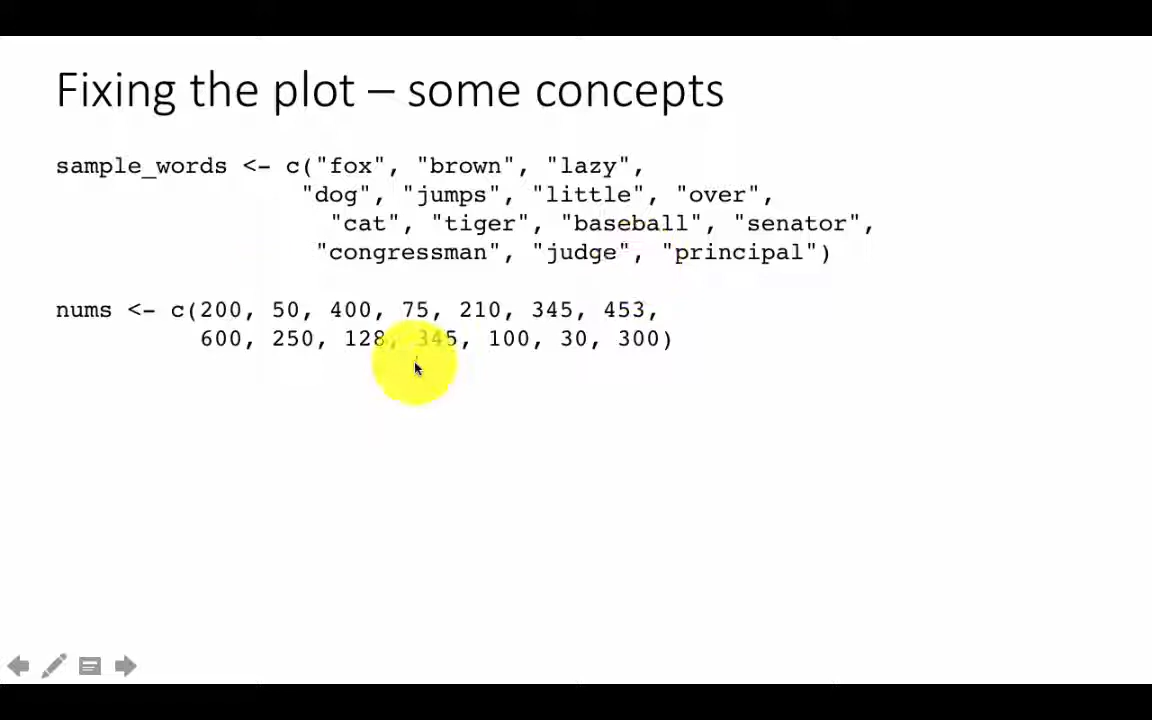 Fixing the plot – some concepts
sample_words <- c("fox", "brown", "lazy",
"dog", "jumps", "little", "over",
"cat", "tiger", "baseball", "senator",
"congressman", "judge", "principal")
nums <- c(200, 50, 400, 75, 210, 345, 453,
600, 250, 128, 345, 100, 30, 300)